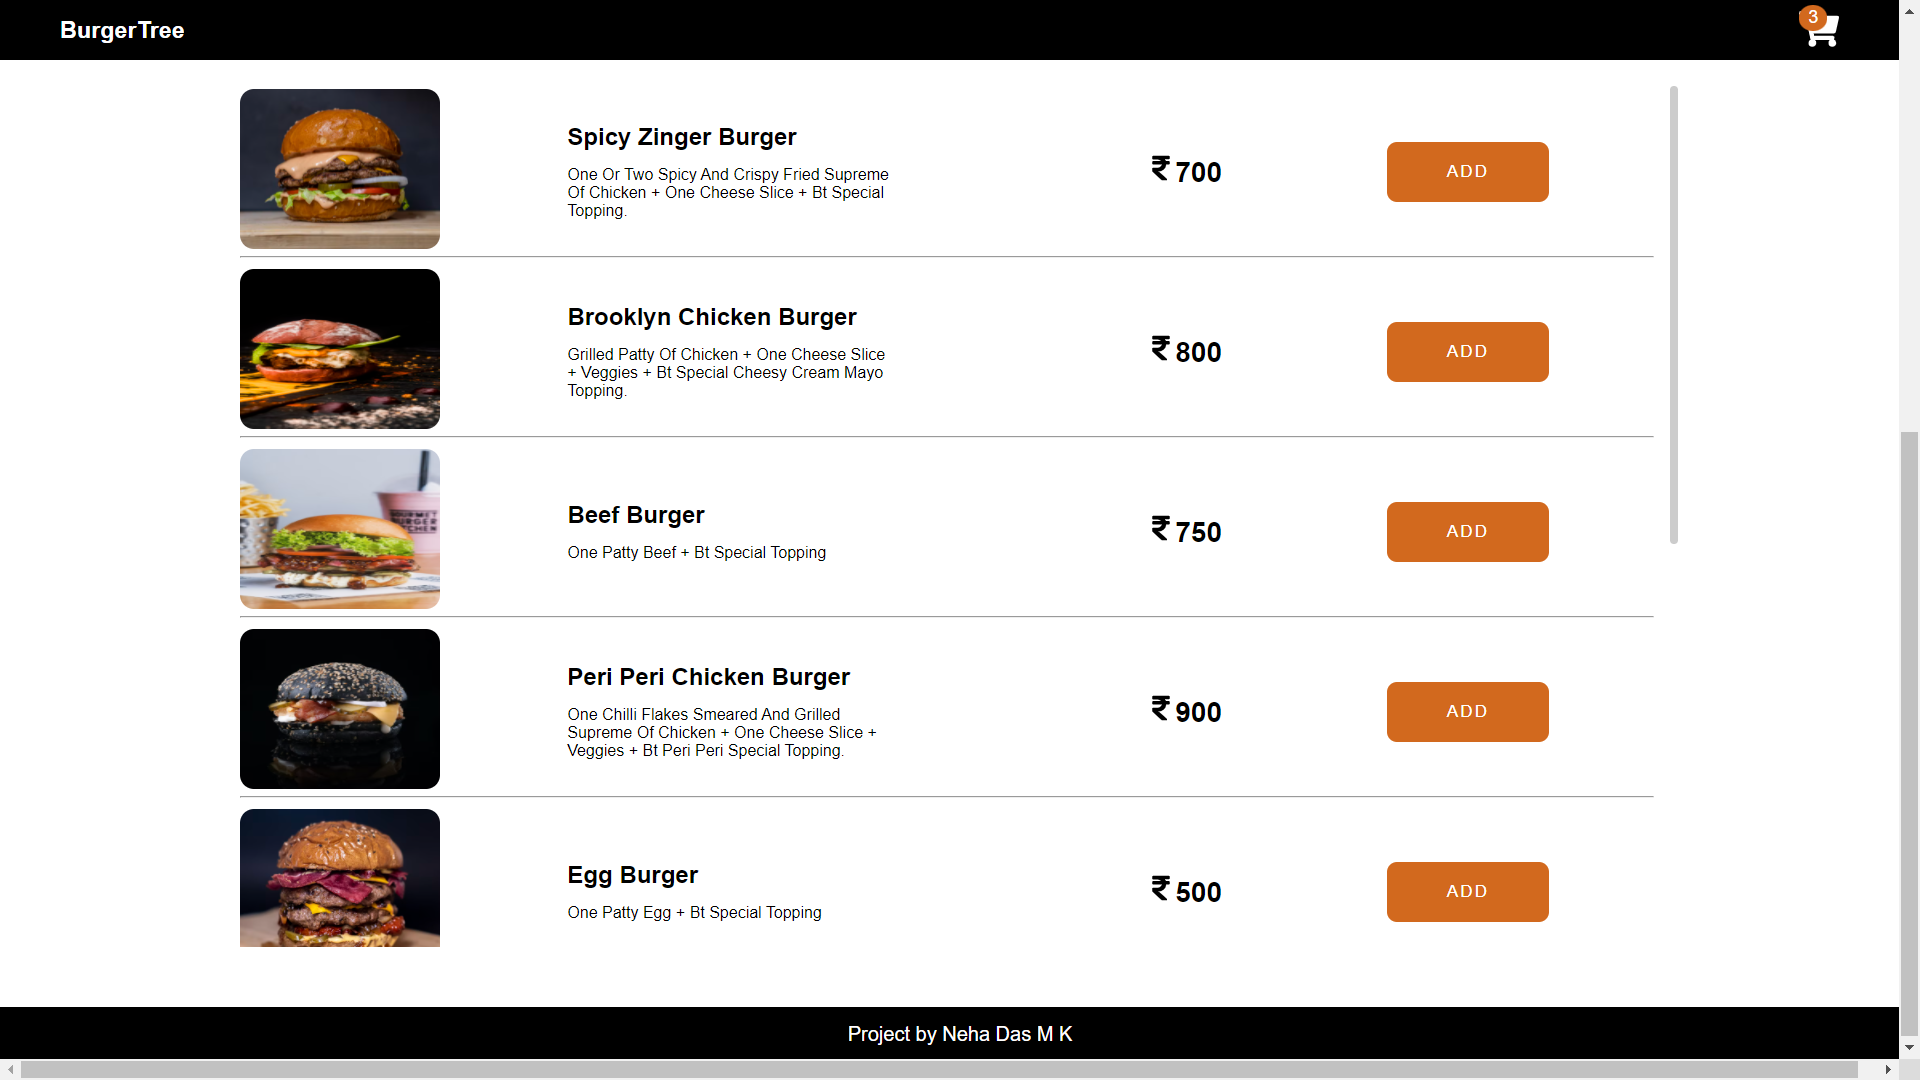 BurgerTree
3
Spicy Zinger Burger
One Or Two Spicy And Crispy Fried Supreme
Of Chicken + One Cheese Slice + Bt Special
Topping.
₹ 700
ADD
Brooklyn Chicken Burger
Grilled Patty Of Chicken + One Cheese Slice
+ Veggies + Bt Special Cheesy Cream Mayo
Topping.
₹ 800
ADD
GOURMET
BURGER
KITCHEN
Beef Burger
One Patty Beef + Bt Special Topping
₹ 750
ADD
Peri Peri Chicken Burger
One Chilli Flakes Smeared And Grilled
Supreme Of Chicken + One Cheese Slice +
Veggies + Bt Peri Peri Special Topping.
₹ 900
ADD
Egg Burger
One Patty Egg + Bt Special Topping
₹ 500
ADD
Project by Neha Das M K